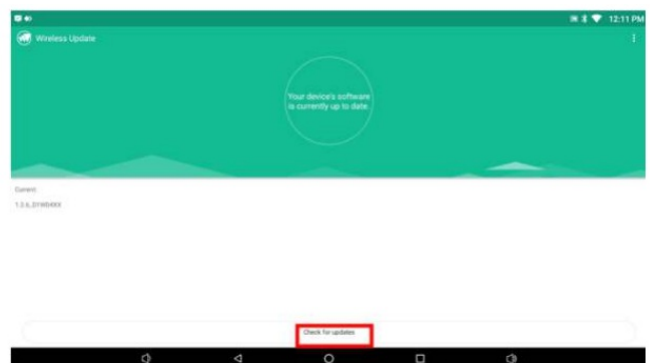 12:11 PM
Wireless Update
Your device's software
is currently up to date
Current:
Check for updates